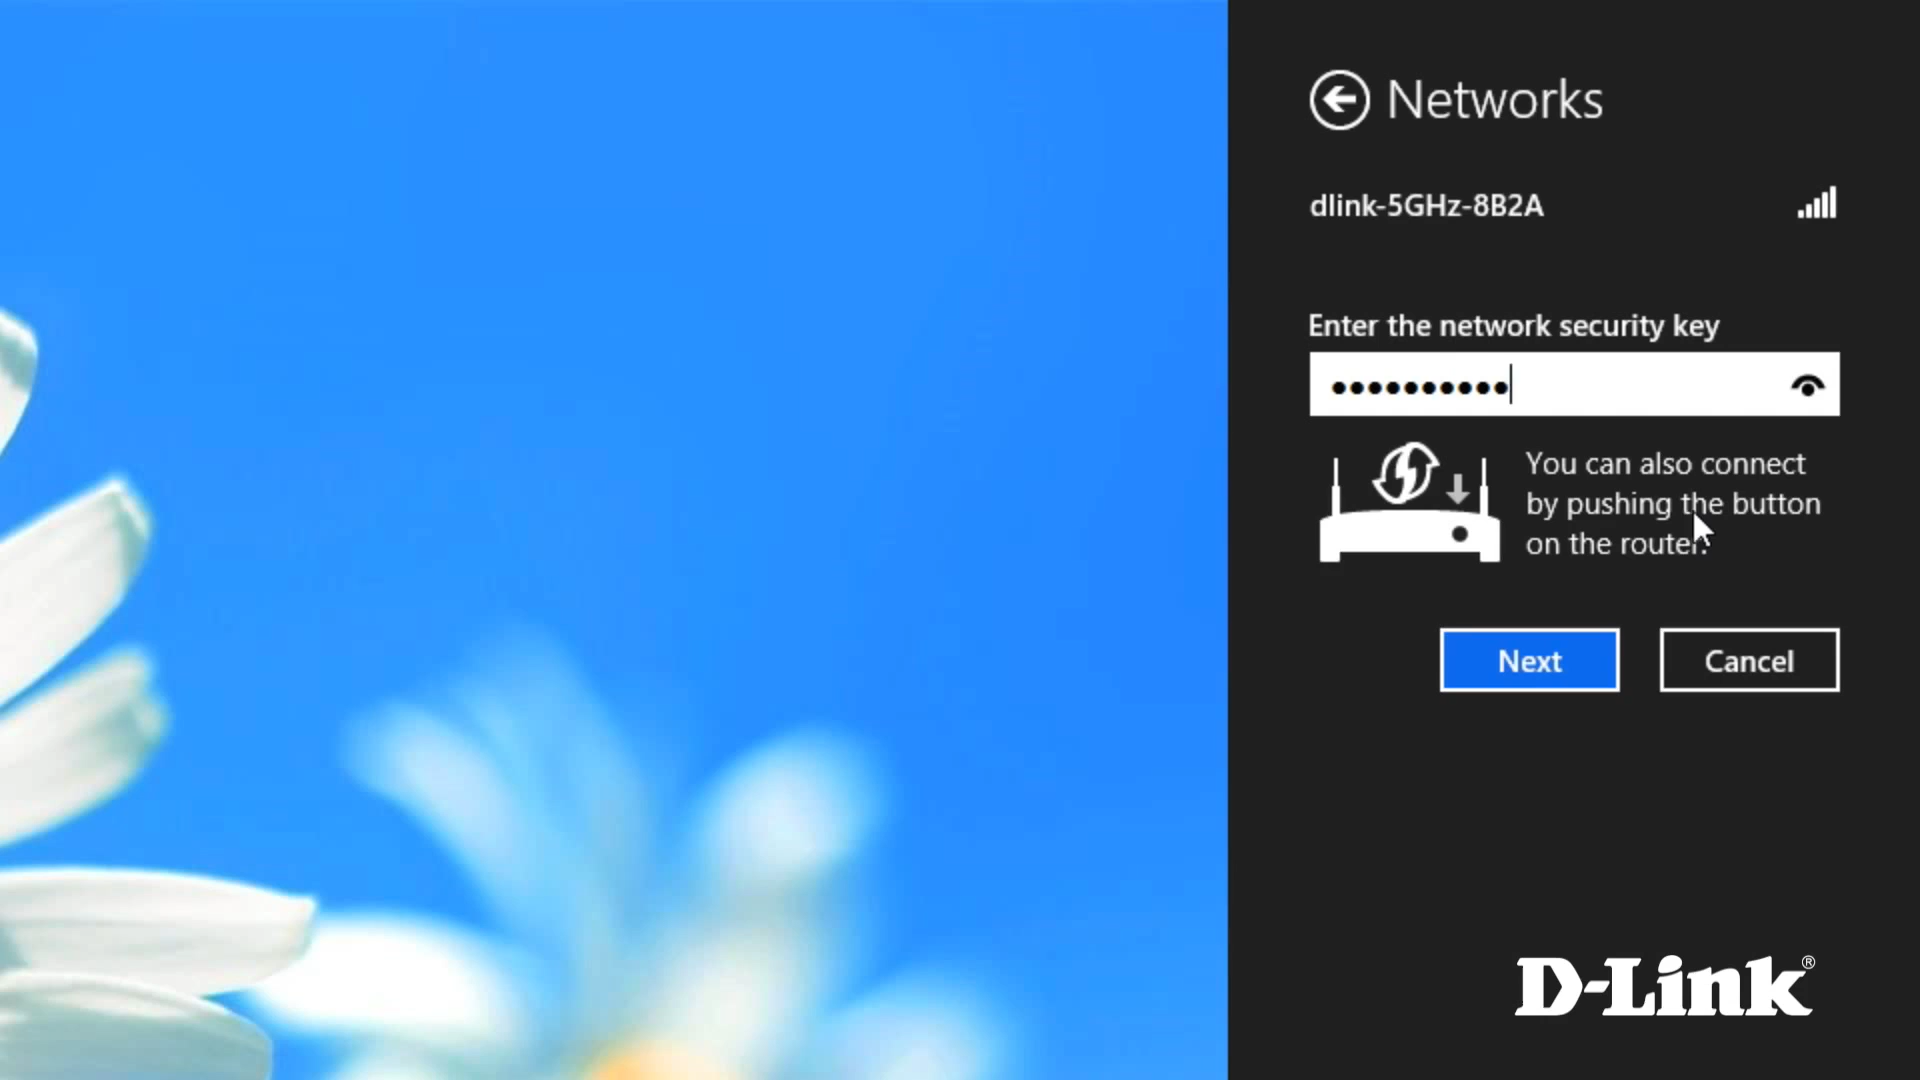 Networks
dlink-5GHz-8B2A
Enter the network security key
••••••••••
You can also connect
by pushing the button
on the router.
Next
Cancel
D-Link®